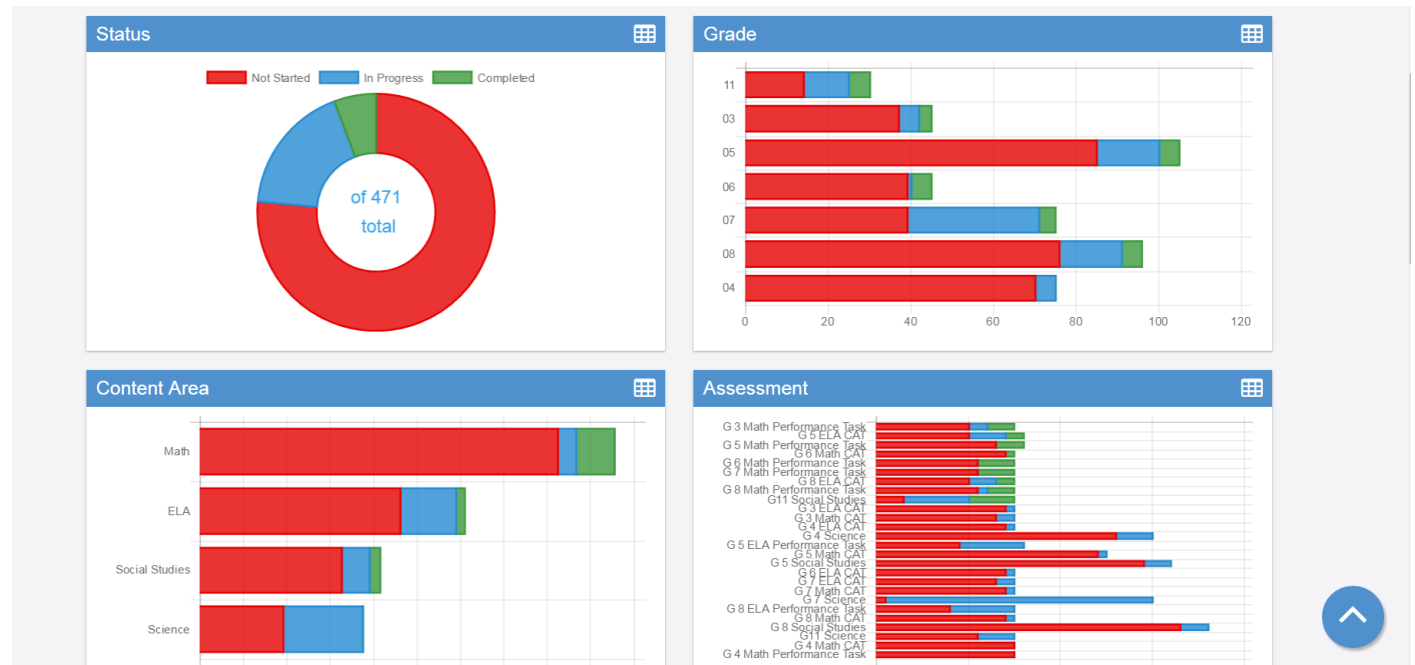 Status
Not Started In Progress Completed
of 471
total
Grade
11
03
05
06
07
08
04
0 20 40 60 80 100 120
Content Area
Math
ELA
Social Studies
Science
Assessment
G 3 Math Performance Task
G 5 ELA CAT
G 5 Math Performance Task
G 6 Math CAT
G 6 Math Performance Task
G 7 Math Performance Task
G 8 ELA CAT
G 8 Math Performance Task
G11 Social Studies
G 3 ELA CAT
G 3 Math CAT
G 4 ELA CAT
G 4 Science
G 5 ELA Performance Task
G 5 Math CAT
G 5 Social Studies
G 6 ELA CAT
G 7 ELA CAT
G 7 Math CAT
G 7 Science
G 8 ELA Performance Task
G 8 Math CAT
G 8 Social Studies
G11 Science
G 4 Math CAT
G 4 Math Performance Task